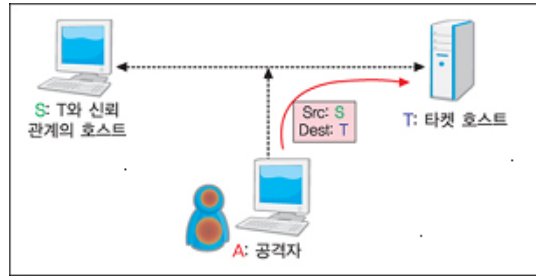 S: T와 신뢰
관계의 호스트
Src: S
Dest: T
T: 타켓 호스트
A: 공격자